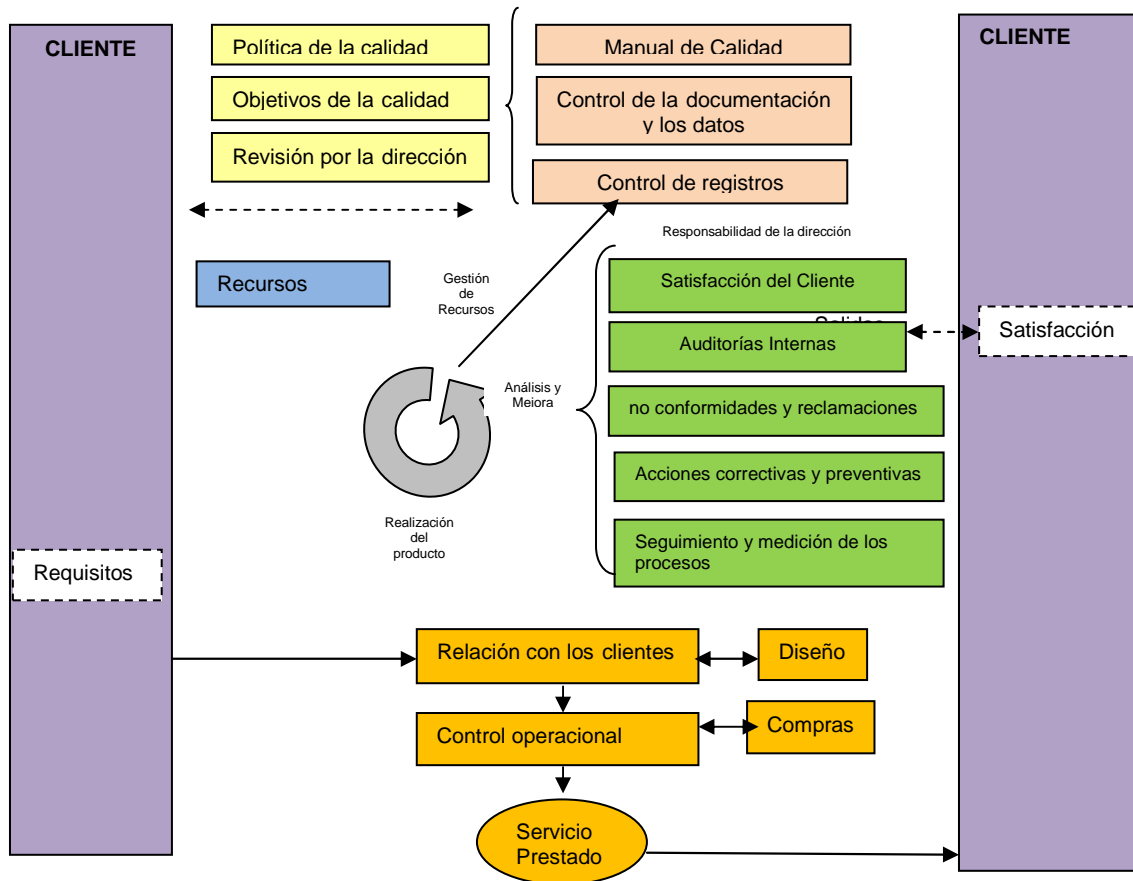 CLIENTE
Política de la calidad
Objetivos de la calidad
Revisión por la dirección
Manual de Calidad
Control de la documentación
y los datos
Control de registros
CLIENTE
Responsabilidad de la dirección
Recursos
Gestión
de
Recursos
Satisfacción del Cliente
Auditorías Internas
Satisfacción
Análisis y
no conformidades y reclamaciones
Acciones correctivas y preventivas
Realización
del
producto
Seguimiento y medición de los
procesos
Requisitos
Relación con los clientes
Diseño
Control operacional
Compras
Servicio
Prestado